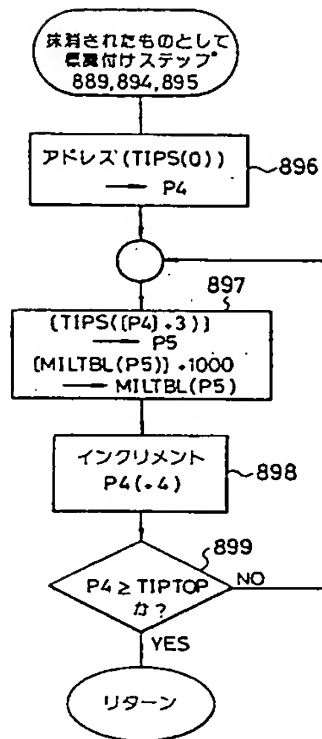 抹消されたものとして
標識付けステップ
889,894,895
アドレス(TIPS(0))
→ P4
896
897
[TIPS([P4]+3)]
→ P5
[MILTBL(P5)]+1000
→ MILTBL(P5)
インクリメント
P4(+4)
898
899
P4 ≥ TIPTOP
か?
NO
YES
リターン